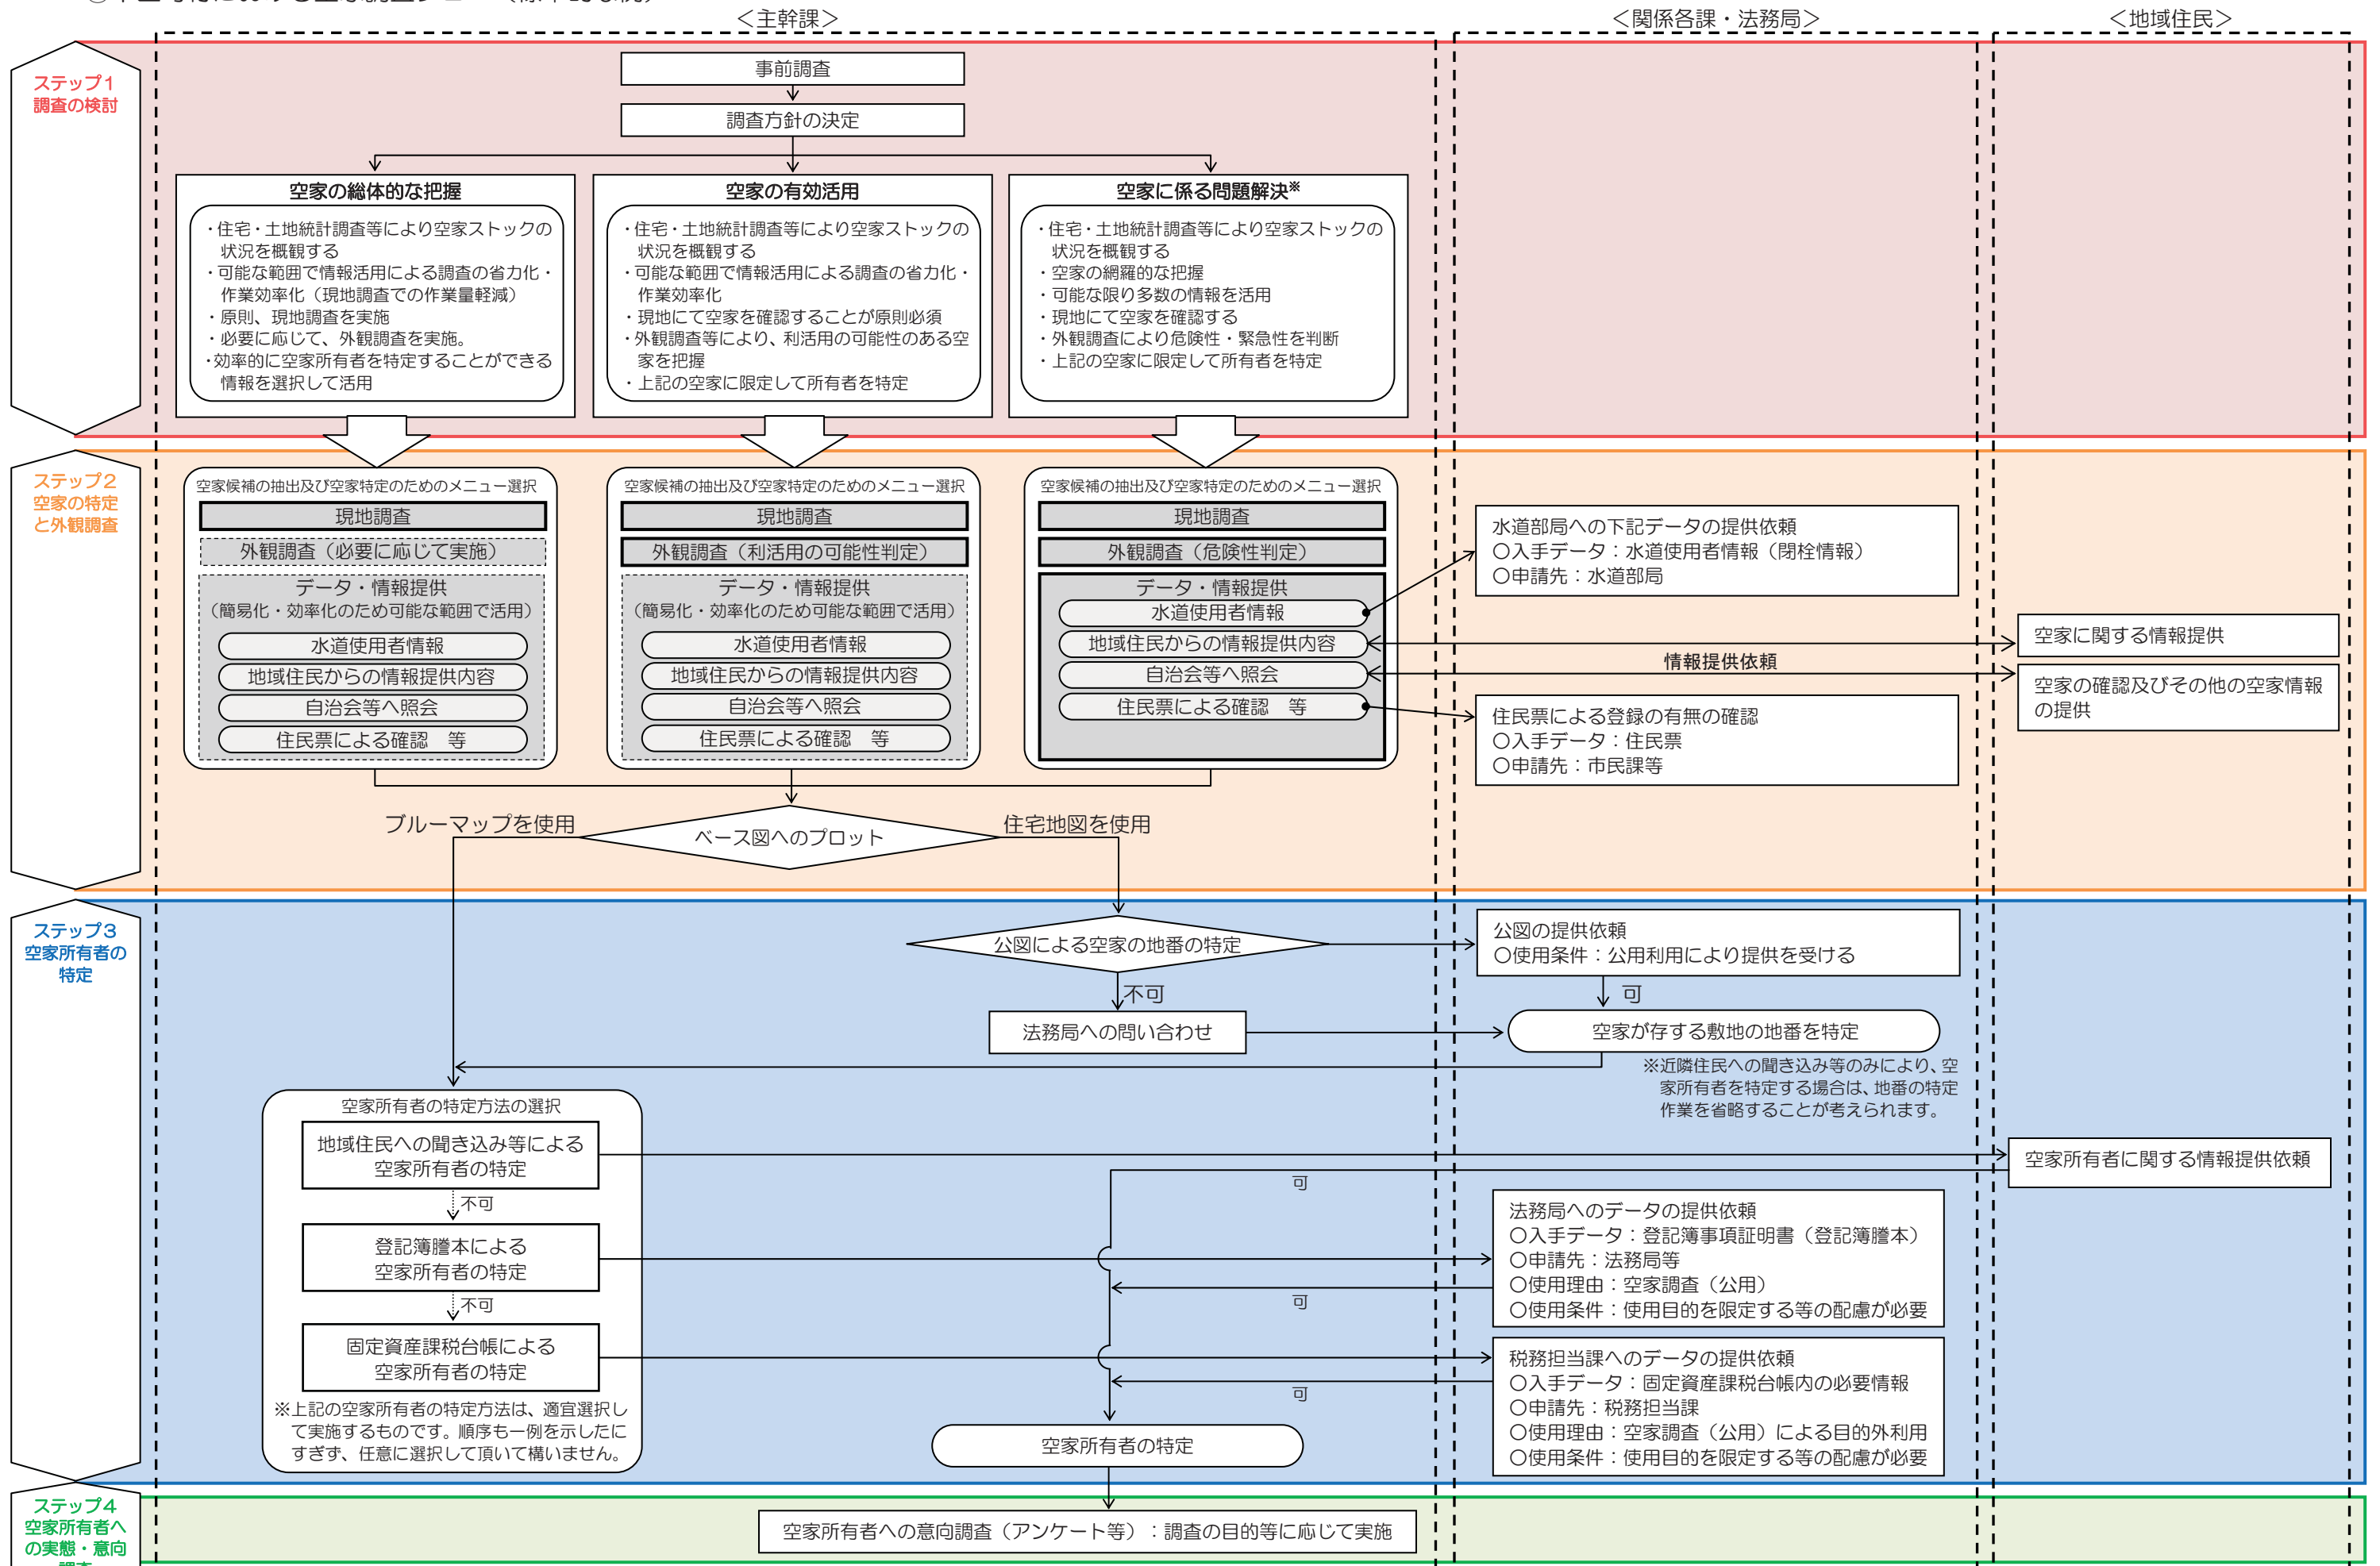 ＜主幹課＞
＜関係各課・法務局＞
＜地域住民＞
ステップ1
調査の検討
事前調査
調査方針の決定
空家の総体的な把握
・住宅・土地統計調査等により空家ストックの
状況を概観する
・可能な範囲で情報活用による調査の省力化・
作業効率化（現地調査での作業量軽減）
・原則、現地調査を実施
・必要に応じて、外観調査を実施。
・効率的に空家所有者を特定することができる
情報を選択して活用
空家の有効活用
・住宅・土地統計調査等により空家ストックの
状況を概観する
・可能な範囲で情報活用による調査の省力化・
作業効率化
・現地にて空家を確認することが原則必須
・外観調査等により、利活用の可能性のある空
家を把握
・上記の空家に限定して所有者を特定
空家に係る問題解決※
・住宅・土地統計調査等により空家ストックの
状況を概観する
・空家の網羅的な把握
・可能な限り多数の情報を活用
・現地にて空家を確認する
・外観調査により危険性・緊急性を判断
・上記の空家に限定して所有者を特定
ステップ2
空家の特定
と外観調査
空家候補の抽出及び空家特定のためのメニュー選択
現地調査
外観調査（必要に応じて実施）
データ・情報提供
（簡易化・効率化のため可能な範囲で活用）
水道使用者情報
地域住民からの情報提供内容
自治会等へ照会
住民票による確認　等
空家候補の抽出及び空家特定のためのメニュー選択
現地調査
外観調査（利活用の可能性判定）
データ・情報提供
（簡易化・効率化のため可能な範囲で活用）
水道使用者情報
地域住民からの情報提供内容
自治会等へ照会
住民票による確認　等
空家候補の抽出及び空家特定のためのメニュー選択
現地調査
外観調査（危険性判定）
データ・情報提供
水道使用者情報
地域住民からの情報提供内容
自治会等へ照会
住民票による確認　等
水道部局への下記データの提供依頼
○入手データ：水道使用者情報（閉栓情報）
○申請先：水道部局
空家に関する情報提供
情報提供依頼
空家の確認及びその他の空家情報
の提供
住民票による登録の有無の確認
○入手データ：住民票
○申請先：市民課等
ブルーマップを使用
ベース図へのプロット
住宅地図を使用
ステップ3
空家所有者の
特定
公図による空家の地番の特定
公図の提供依頼
○使用条件：公用利用により提供を受ける
不可
可
法務局への問い合わせ
空家が存する敷地の地番を特定
※近隣住民への聞き込み等のみにより、空
家所有者を特定する場合は、地番の特定
作業を省略することが考えられます。
空家所有者の特定方法の選択
地域住民への聞き込み等による
空家所有者の特定
空家所有者に関する情報提供依頼
可
不可
登記簿謄本による
空家所有者の特定
法務局へのデータの提供依頼
○入手データ：登記簿事項証明書（登記簿謄本）
○申請先：法務局等
○使用理由：空家調査（公用）
○使用条件：使用目的を限定する等の配慮が必要
可
不可
固定資産課税台帳による
空家所有者の特定
税務担当課へのデータの提供依頼
○入手データ：固定資産課税台帳内の必要情報
○申請先：税務担当課
○使用理由：空家調査（公用）による目的外利用
○使用条件：使用目的を限定する等の配慮が必要
可
※上記の空家所有者の特定方法は、適宜選択し
て実施するものです。順序も一例を示したに
すぎず、任意に選択して頂いて構いません。
空家所有者の特定
ステップ4
空家所有者へ
の実態・意向
空家所有者への意向調査（アンケート等）：調査の目的等に応じて実施